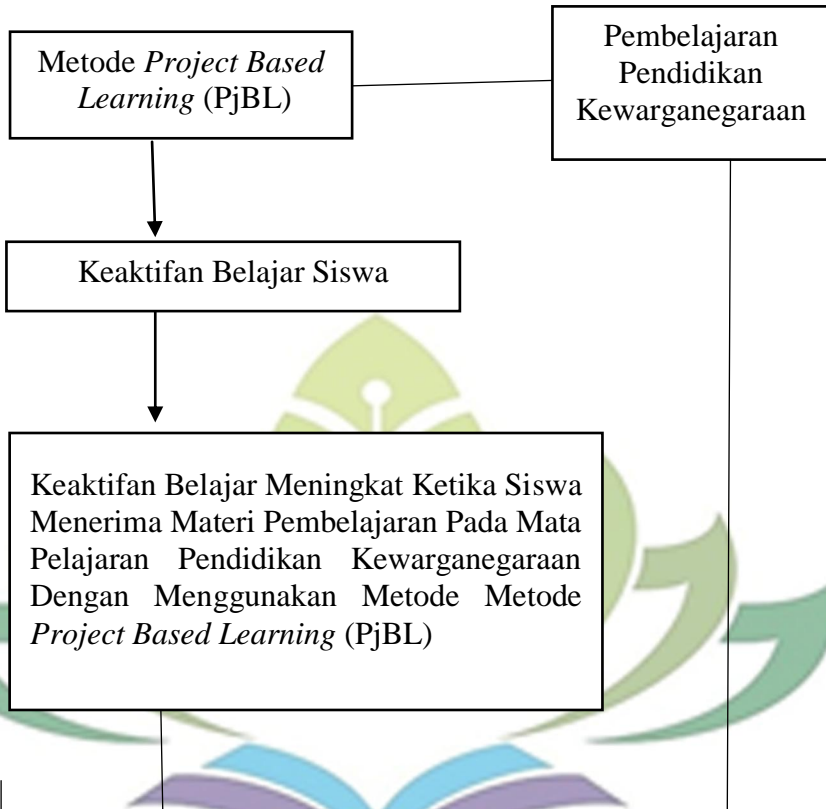 Metode Project Based
Learning (PjBL)
Pembelajaran
Pendidikan
Kewarganegaraan
Keaktifan Belajar Siswa
Keaktifan Belajar Meningkat Ketika Siswa
Menerima Materi Pembelajaran Pada Mata
Pelajaran Pendidikan Kewarganegaraan
Dengan Menggunakan Metode Metode
Project Based Learning (PjBL)